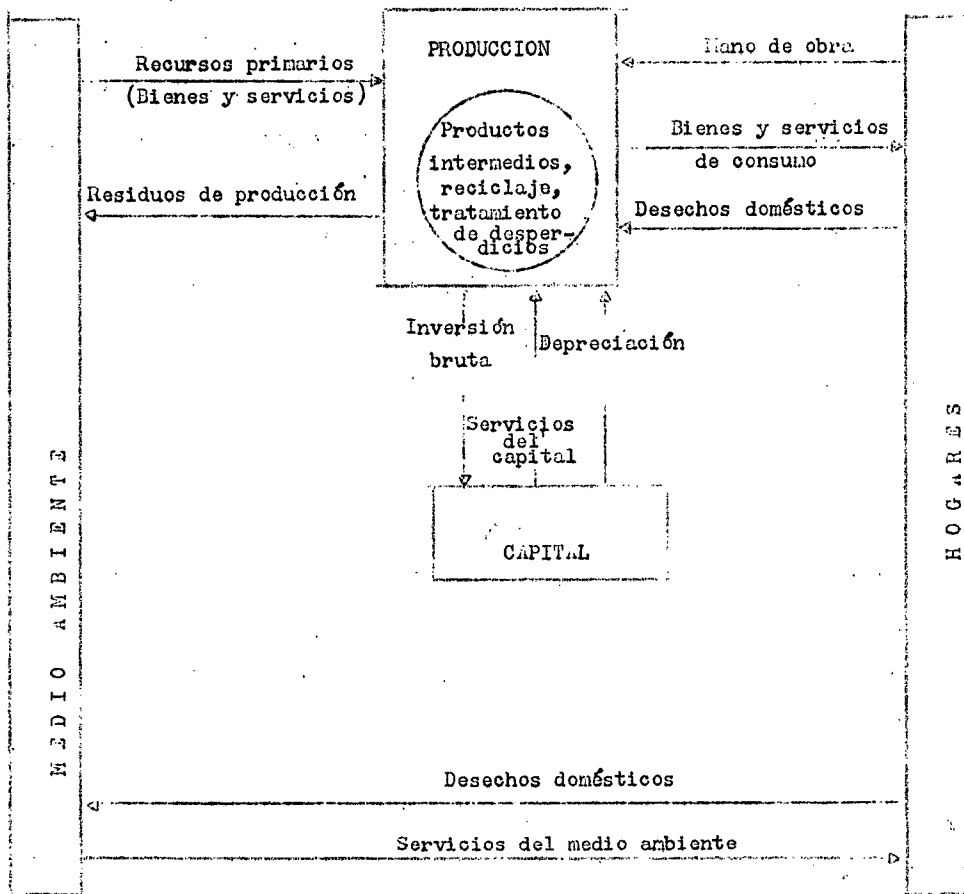 PRODUCCION
Mano de obra
Recursos primarios
(Bienes y servicios)
Productos
intermedios,
reciclaje,
tratamiento
de desper-
dicios
Bienes y servicios
de consumo
Residuos de producción
Desechos domésticos
Inversión
bruta
Depreciación
Servicios
del
capital
CAPITAL
MEDIO AMBIENTE
HOGARES
Desechos domésticos
Servicios del medio ambiente